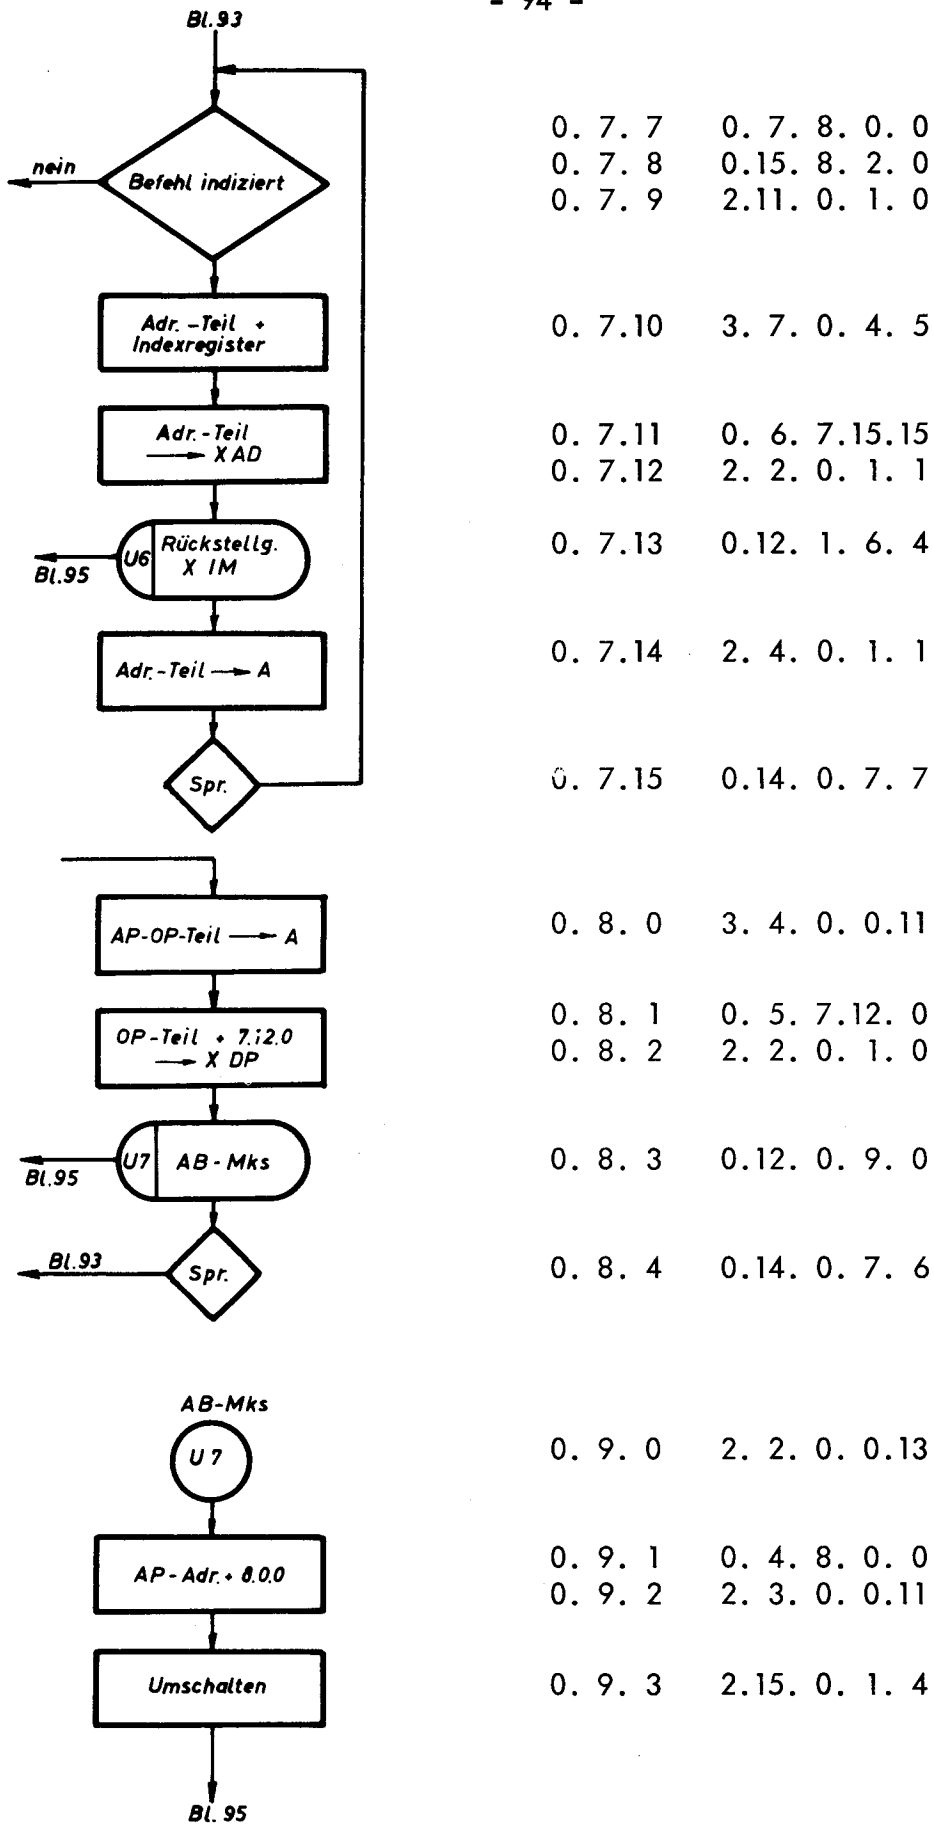 - 94 -
Bl.93
nein
Befehl indiziert
0. 7. 7 0. 7. 8. 0. 0
0. 7. 8 0.15. 8. 2. 0
0. 7. 9 2.11. 0. 1. 0
Adr.-Teil +
Indexregister
0. 7.10 3. 7. 0. 4. 5
Adr.-Teil
→ XAD
0. 7.11 0. 6. 7.15.15
0. 7.12 2. 2. 0. 1. 1
U6
Rückstellg.
X IM
Bl.95
0. 7.13 0.12. 1. 6. 4
Adr.-Teil → A
0. 7.14 2. 4. 0. 1. 1
Spr.
0. 7.15 0.14. 0. 7. 7
AP-OP-Teil → A
0. 8. 0 3. 4. 0. 0.11
OP-Teil + 7.12.0
→ X DP
0. 8. 1 0. 5. 7.12. 0
0. 8. 2 2. 2. 0. 1. 0
U7 AB-Mks
Bl.95
0. 8. 3 0.12. 0. 9. 0
Bl.93
Spr.
0. 8. 4 0.14. 0. 7. 6
AB-Mks
U 7
0. 9. 0 2. 2. 0. 0.13
AP-Adr.+ 8.0.0
0. 9. 1 0. 4. 8. 0. 0
0. 9. 2 2. 3. 0. 0.11
Umschalten
0. 9. 3 2.15. 0. 1. 4
Bl. 95